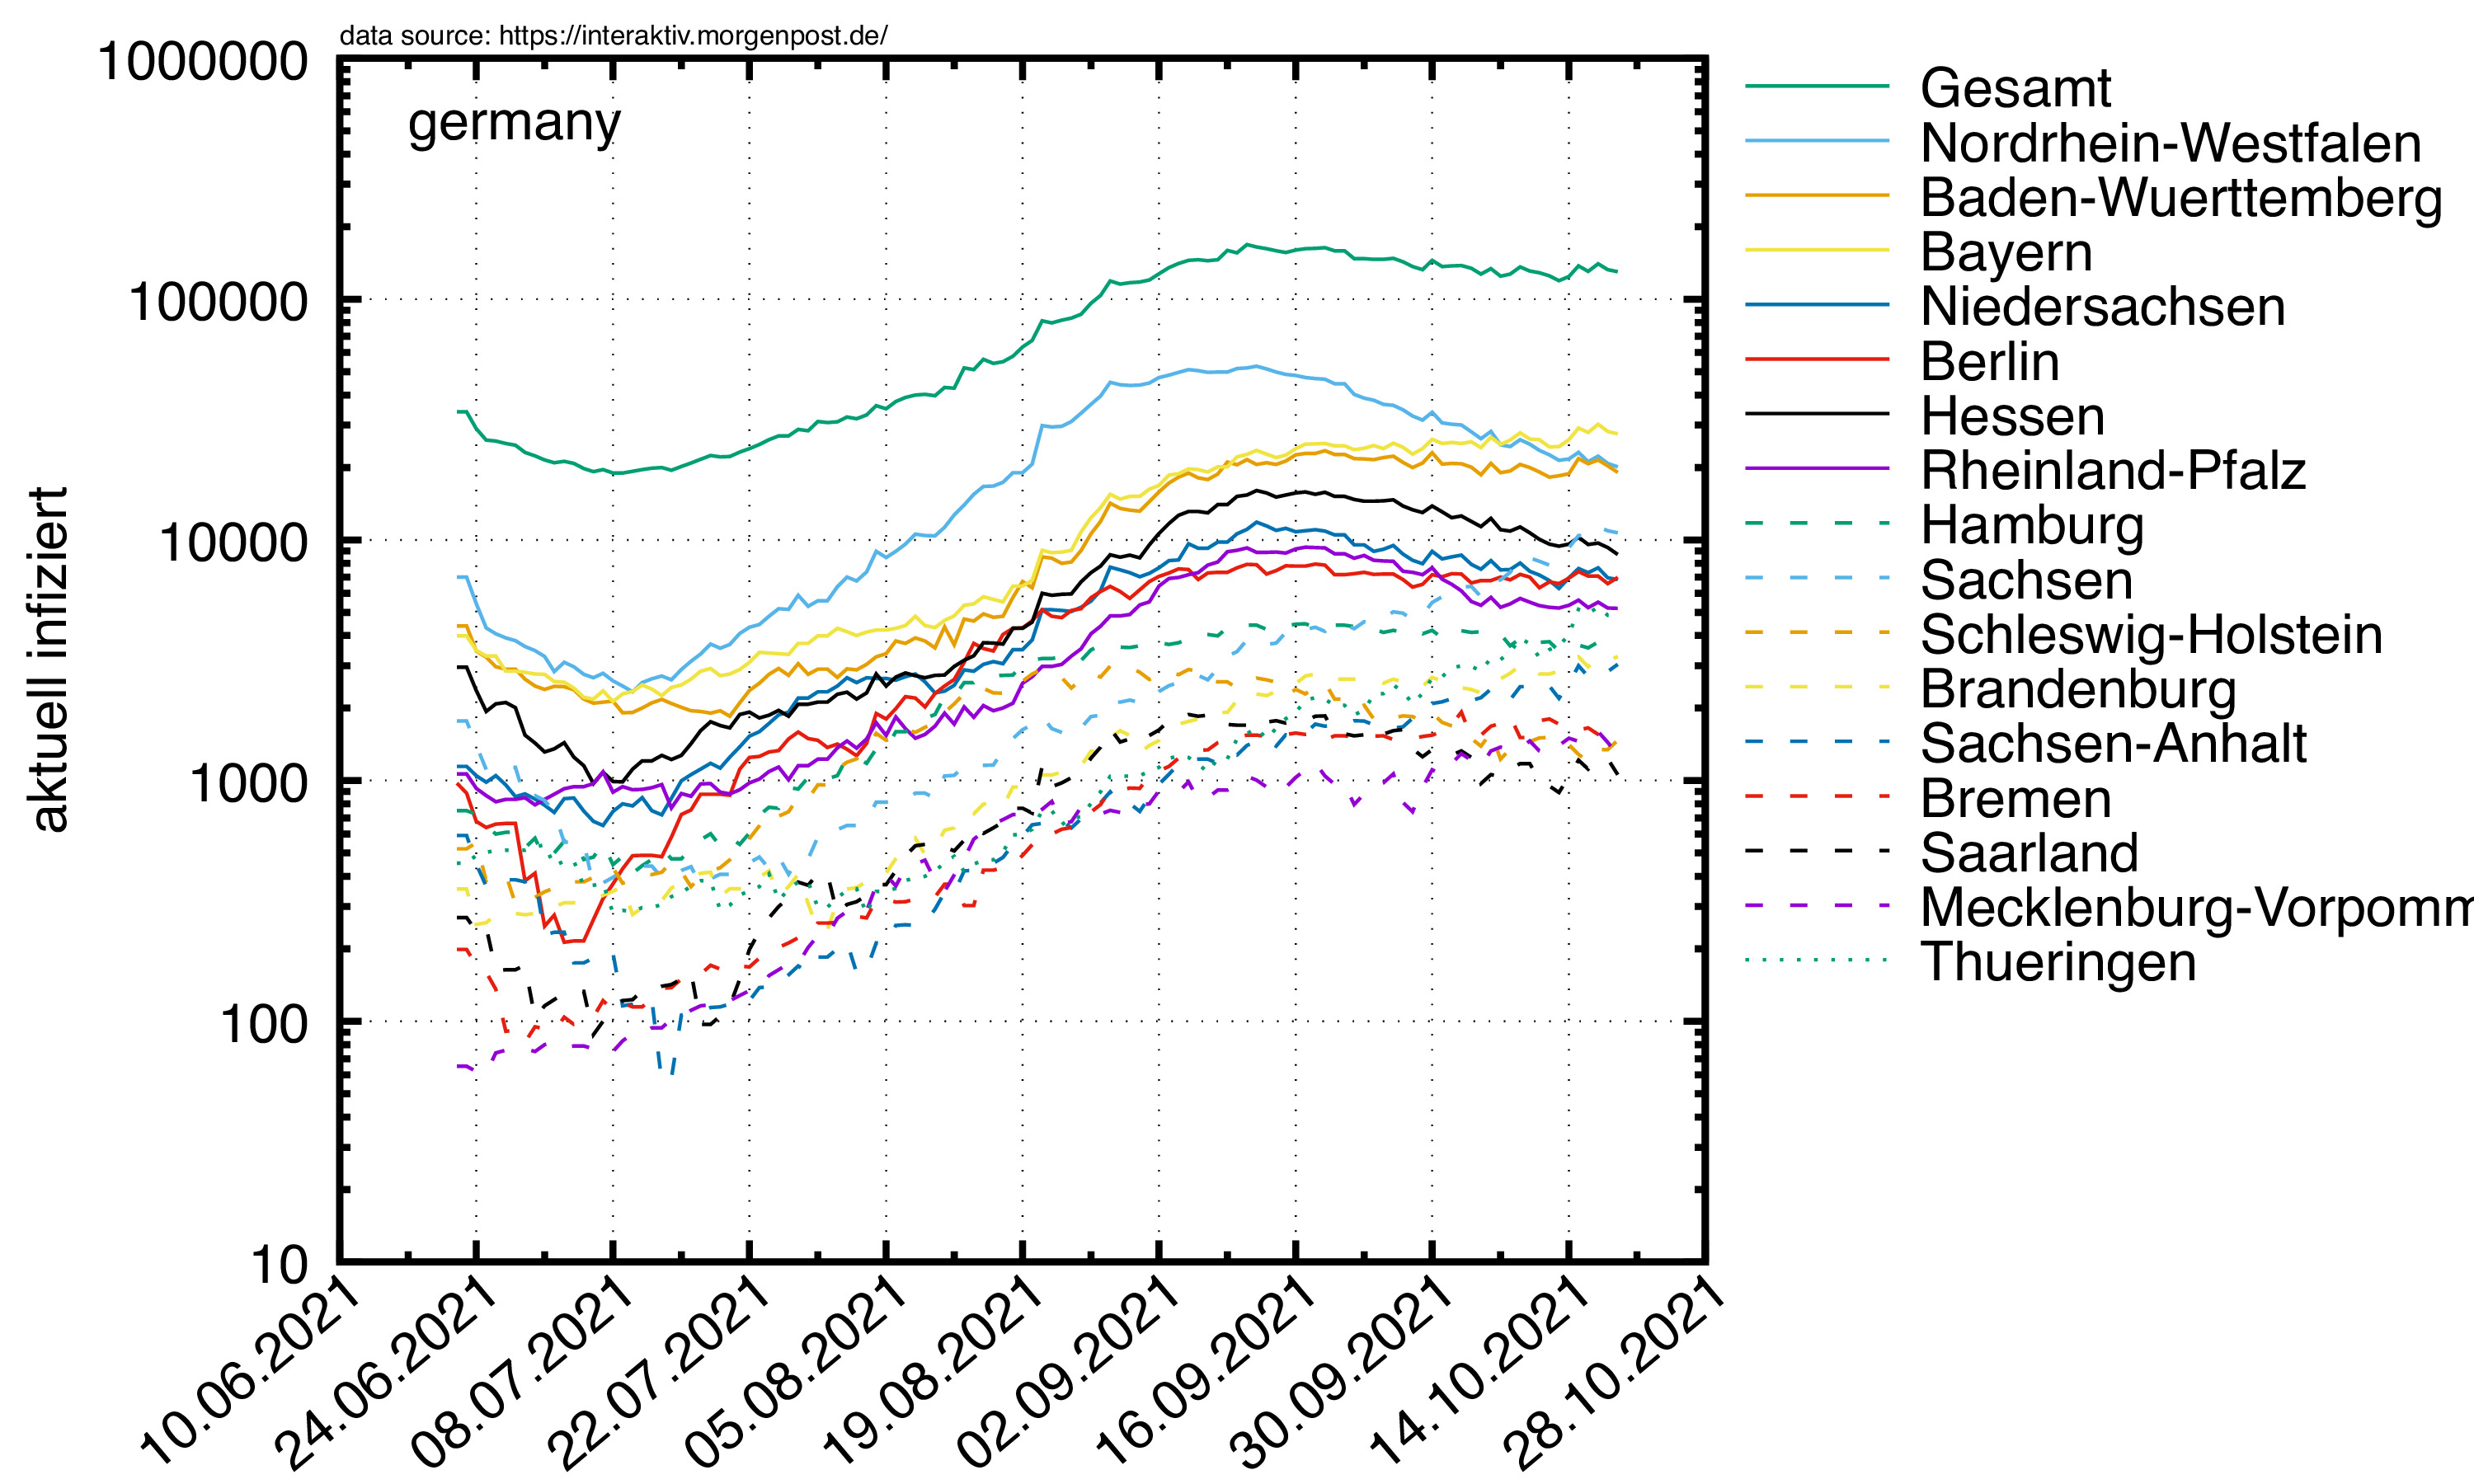 data source: https://interaktiv.morgenpost.de/
germany
aktuell infiziert
1000000
100000
10000
1000
100
10
10.06.2021
24.06.2021
08.07.2021
22.07.2021
05.08.2021
19.08.2021
02.09.2021
16.09.2021
30.09.2021
14.10.2021
28.10.2021
Gesamt
Nordrhein-Westfalen
Baden-Wuerttemberg
Bayern
Niedersachsen
Berlin
Hessen
Rheinland-Pfalz
Hamburg
Sachsen
Schleswig-Holstein
Brandenburg
Sachsen-Anhalt
Bremen
Saarland
Mecklenburg-Vorpomm
Thueringen